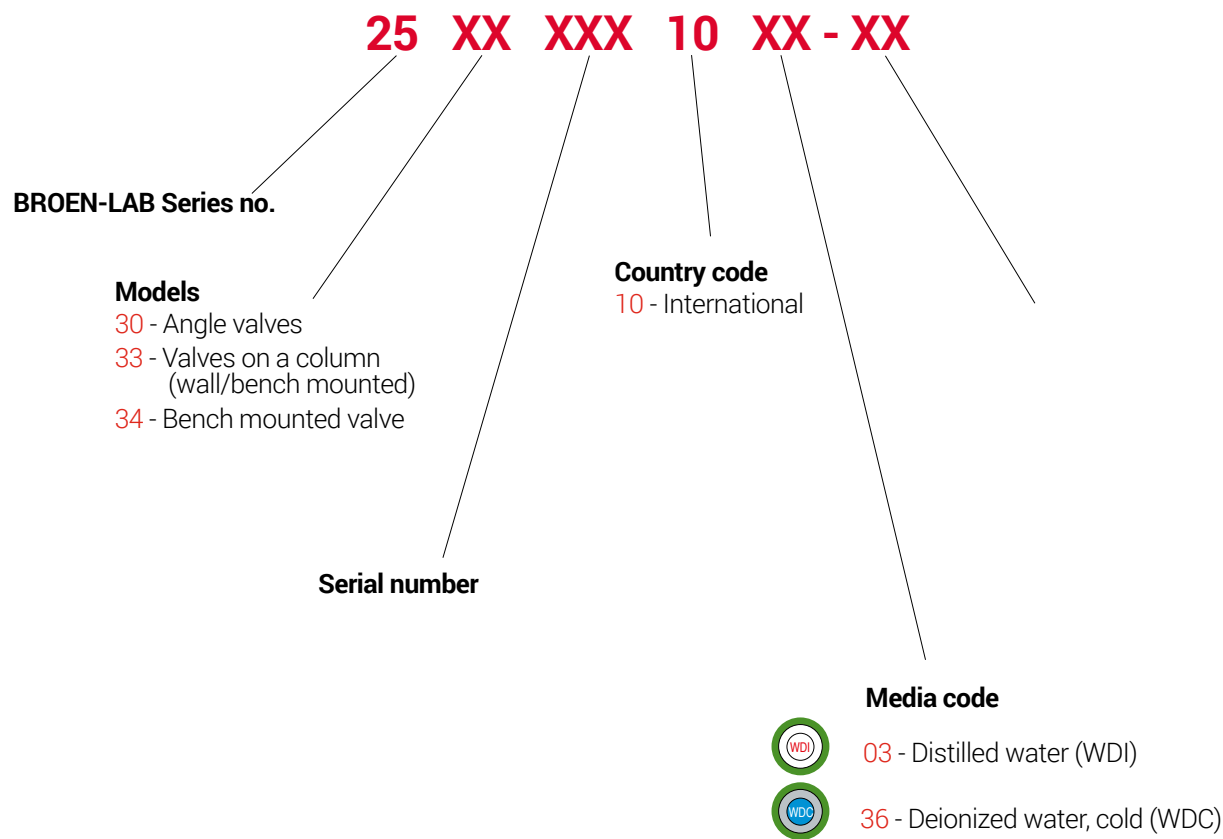 25 XX XXX 10 XX - XX
BROEN-LAB Series no.
Models
30 - Angle valves
33 - Valves on a column
(wall/bench mounted)
34 - Bench mounted valve
Country code
10 - International
Serial number
Media code
WDI
03 - Distilled water (WDI)
WDC
36 - Deionized water, cold (WDC)